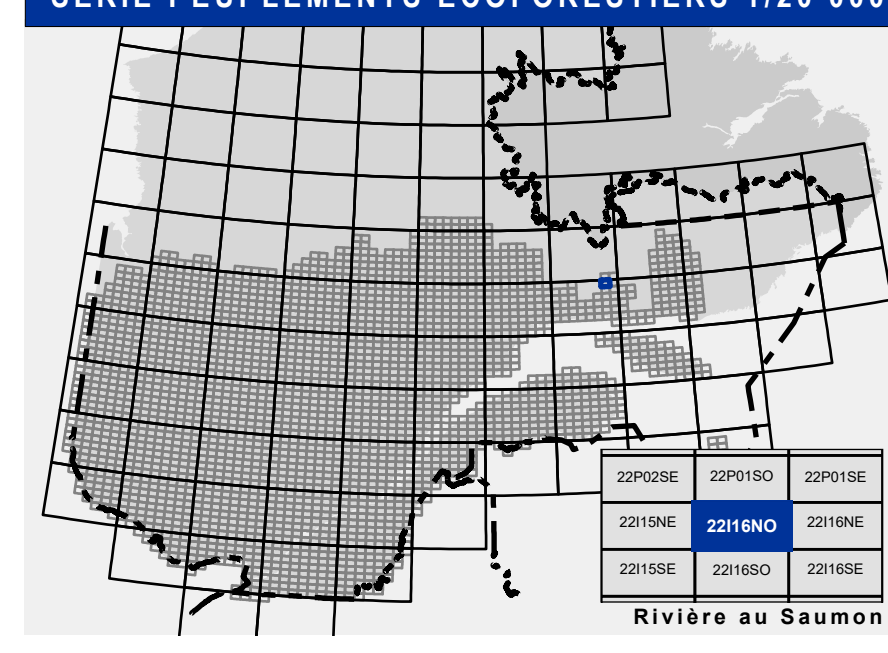 SÉRIE PEUPLEMENTS ÉCOFORESTIERS 1/20 000
22P02SE 22P01SO 22P01SE
22I15NE 22I16NO 22I16NE
22I15SE 22I16SO 22I16SE
Rivière au Saumon